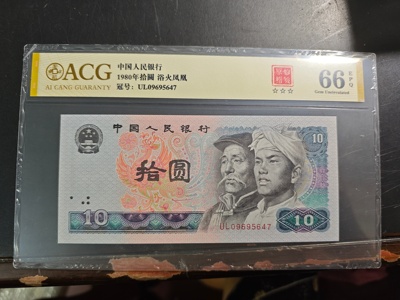 ACG
AI CANG GUARANTY
中国人民银行
1980年拾圆 浴火凤凰
冠号: UL09695647
☆☆☆
66 EPQ
Gem Uncirculated
中国人民银行
10
拾圆
10
10
UL09695647